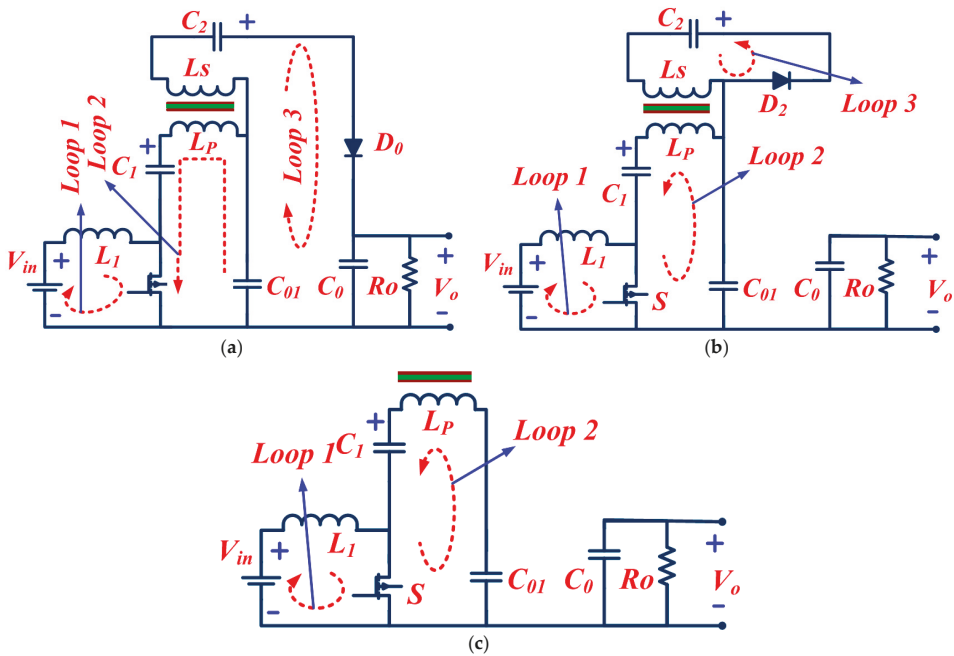 C2
+
Ls
LP
+
C1
Loop 1
Loop 2
Loop 3
D0
Vin
+
L1
-
C01
C0
Ro
+
Vo
-
(a)
C2
+
Ls
D2
Loop 3
+
LP
C1
Loop 1
Loop 2
Vin
+
L1
-
S
C01
C0
Ro
+
Vo
-
(b)
LP
+
C1
Loop 1
Loop 2
Vin
+
L1
-
S
C01
C0
Ro
+
Vo
-
(c)